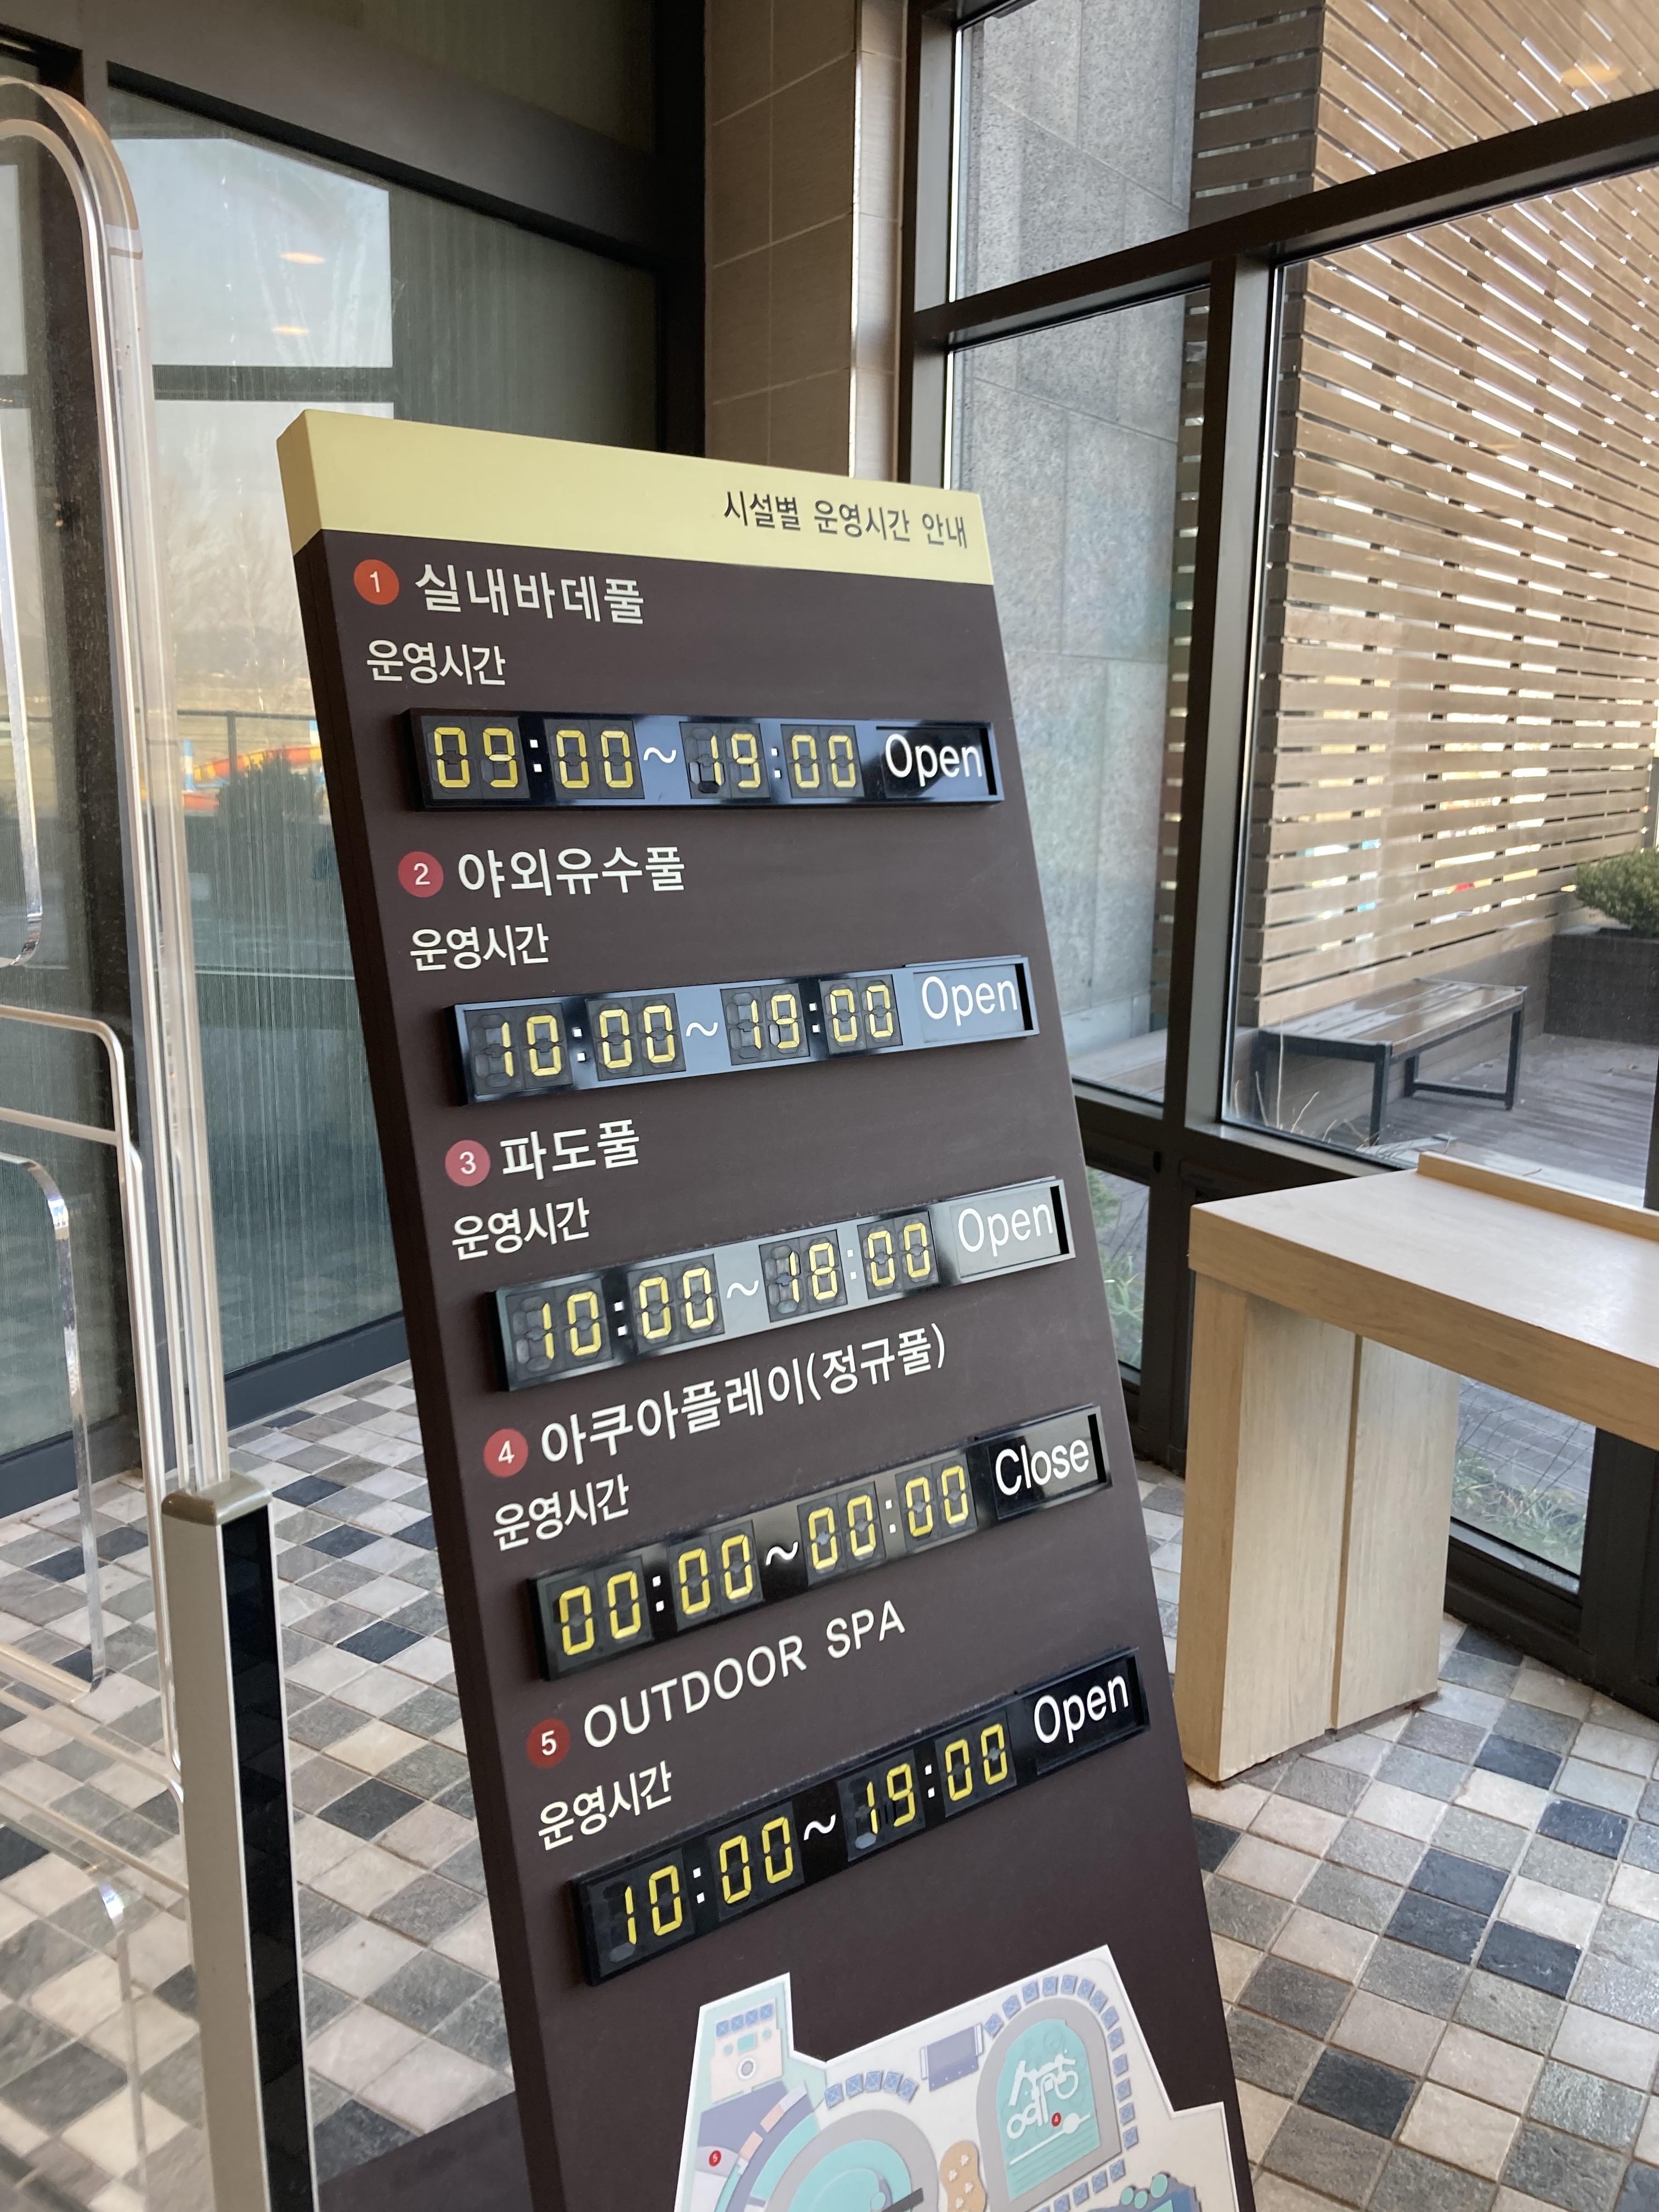 시설별 운영시간 안내
1 실내바데풀
운영시간
09:00~19:00 Open
2 야외유수풀
운영시간
10:00~19:00 Open
3 파도풀
운영시간
10:00~18:00 Open
4 아쿠아플레이(정규풀)
운영시간
00:00~00:00 Close
5 OUTDOOR SPA
운영시간
10:00~19:00 Open